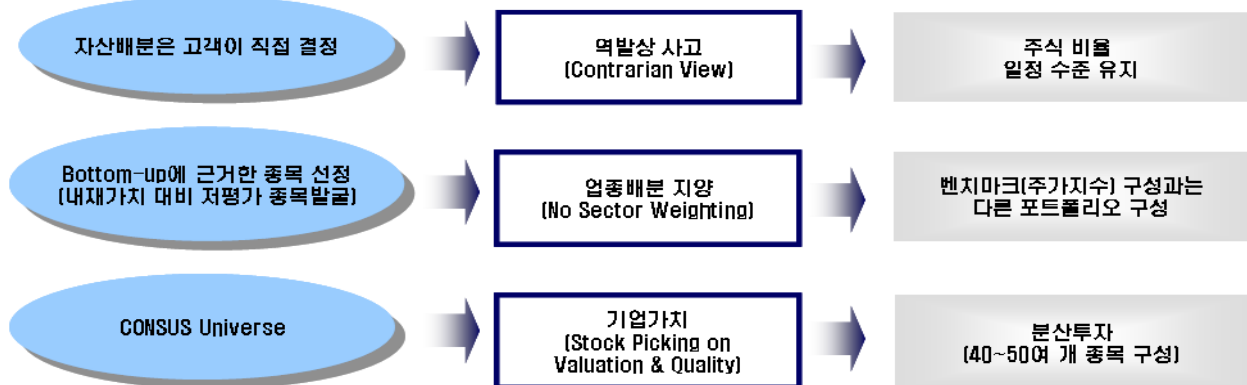 자산배분은 고객이 직접 결정
역발상 사고
(Contrarian View)
주식 비율
일정 수준 유지
Bottom-up에 근거한 종목 선정
(내재가치 대비 저평가 종목발굴)
업종배분 지양
(No Sector Weighting)
벤치마크(주가지수) 구성과는
다른 포트폴리오 구성
CONSUS Universe
기업가치
(Stock Picking on
Valuation & Quality)
분산투자
(40~50여 개 종목 구성)